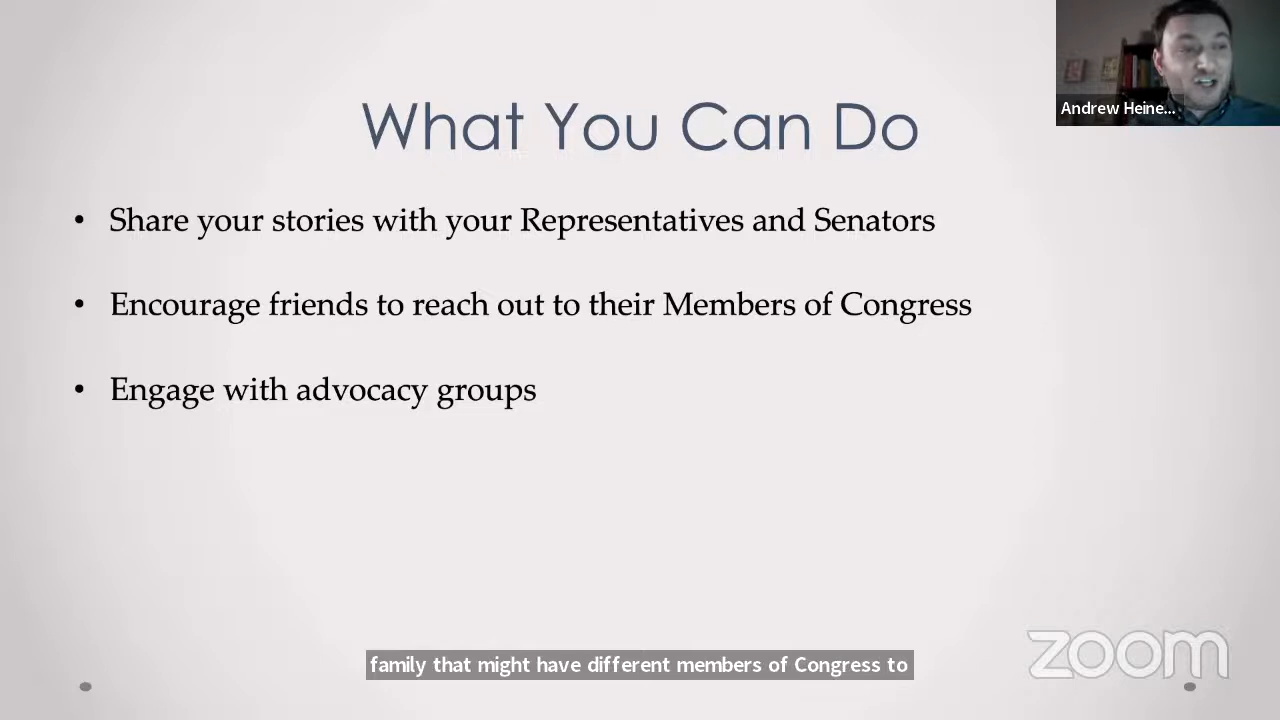 Andrew Heine...
What You Can Do
• Share your stories with your Representatives and Senators
• Encourage friends to reach out to their Members of Congress
• Engage with advocacy groups
family that might have different members of Congress to
zoom